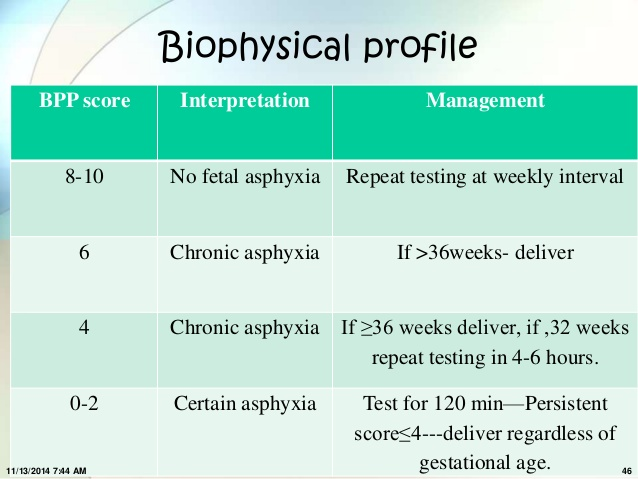 Biophysical profile
BPP score Interpretation Management
8-10 No fetal asphyxia Repeat testing at weekly interval
6 Chronic asphyxia If >36weeks- deliver
4 Chronic asphyxia If ≥36 weeks deliver, if ,32 weeks
repeat testing in 4-6 hours.
0-2 Certain asphyxia Test for 120 min—Persistent
score≤4---deliver regardless of
gestational age.
11/13/2014 7:44 AM 46